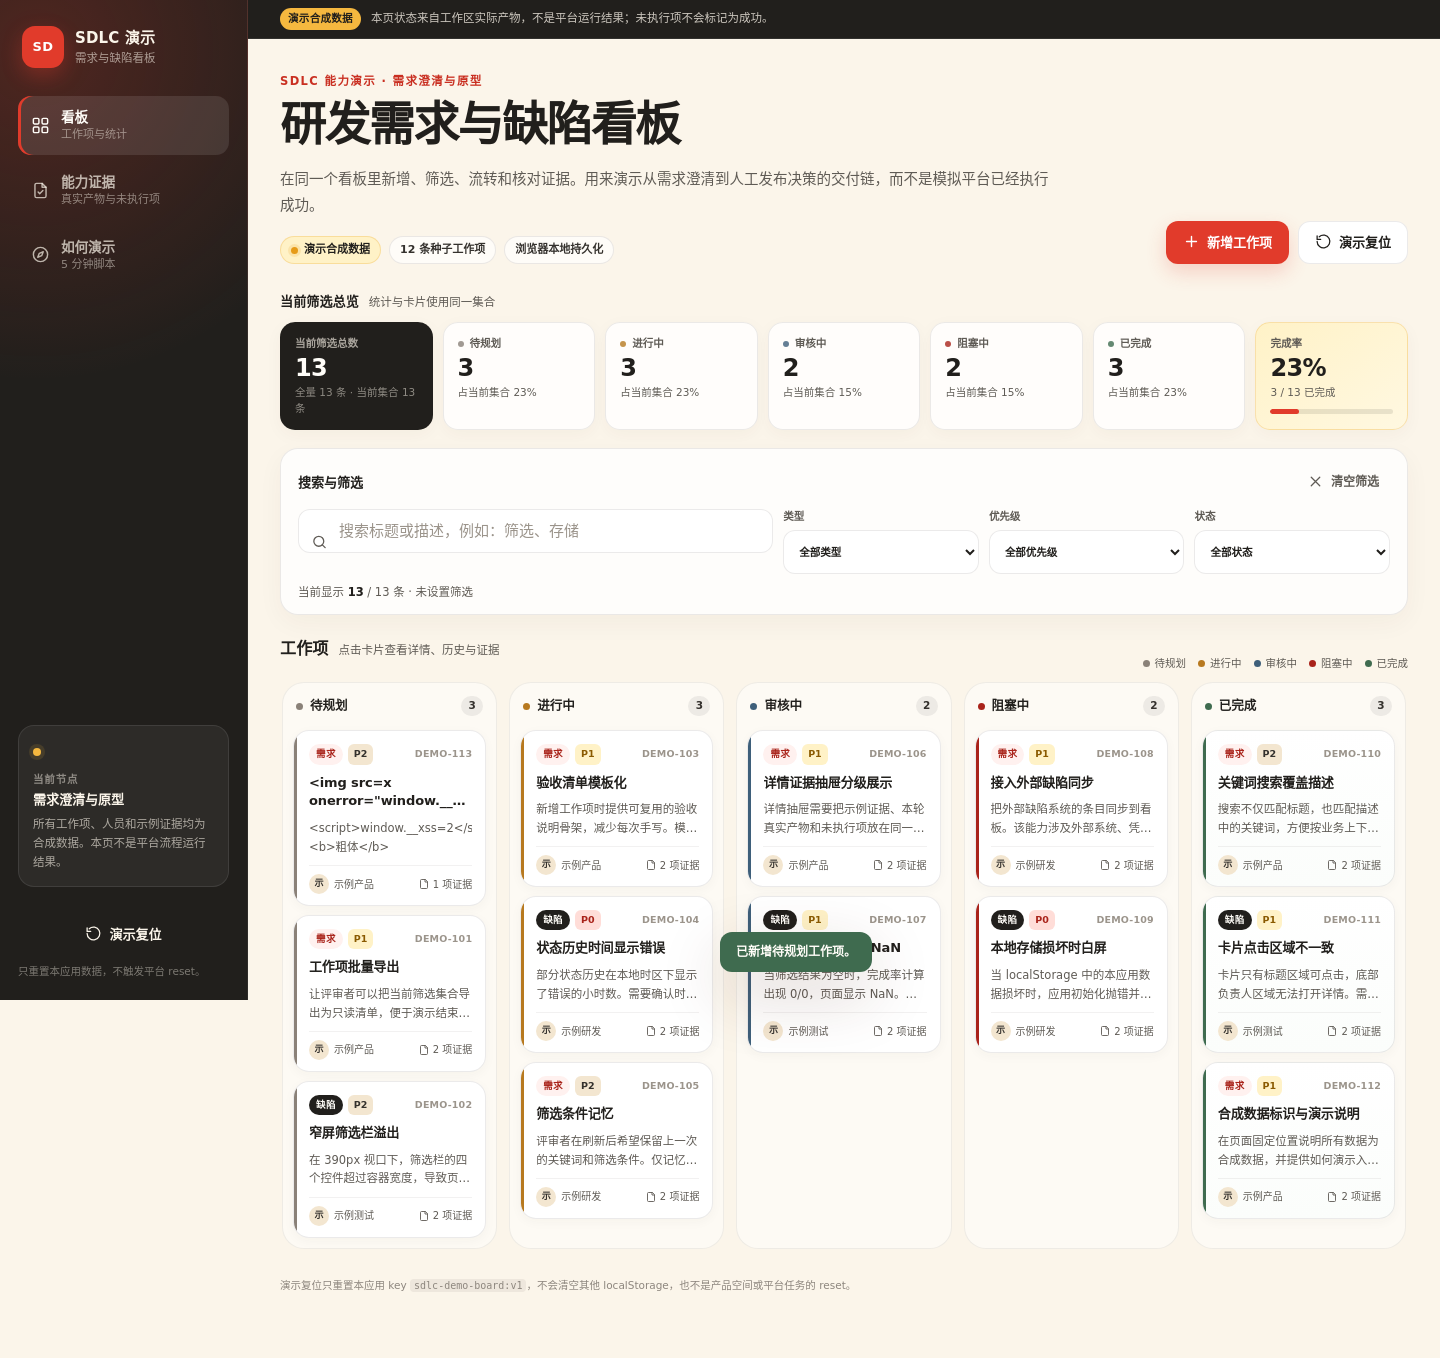 SD
SDLC 演示
需求与缺陷看板
看板
工作项与统计
能力证据
真实产物与未执行项
如何演示
5 分钟脚本
当前节点
需求澄清与原型
所有工作项、人员和示例证据均为
合成数据。本页不是平台流程运行
结果。
演示复位
只重置本应用数据，不触发平台 reset。
演示合成数据
本页状态来自工作区实际产物，不是平台运行结果；未执行项不会标记为成功。
SDLC 能力演示 · 需求澄清与原型
研发需求与缺陷看板
在同一个看板里新增、筛选、流转和核对证据。用来演示从需求澄清到人工发布决策的交付链，而不是模拟平台已经执行
成功。
演示合成数据
12 条种子工作项
浏览器本地持久化
新增工作项
演示复位
当前筛选总览 统计与卡片使用同一集合
当前筛选总数
13
全量 13 条 · 当前集合 13
条
待规划
3
占当前集合 23%
进行中
3
占当前集合 23%
审核中
2
占当前集合 15%
阻塞中
2
占当前集合 15%
已完成
3
占当前集合 23%
完成率
23%
3 / 13 已完成
搜索与筛选
清空筛选
搜索标题或描述，例如：筛选、存储
类型
全部类型
优先级
全部优先级
状态
全部状态
当前显示 13 / 13 条 · 未设置筛选
工作项 点击卡片查看详情、历史与证据
待规划 进行中 审核中 阻塞中 已完成
待规划 3
需求 P2 DEMO-113
<img src=x
onerror="window.__...
<script>window.__xss=2</s
<b>粗体</b>
示 示例产品 1 项证据
需求 P1 DEMO-101
工作项批量导出
让评审者可以把当前筛选集合导
出为只读清单，便于演示结束...
示 示例产品 2 项证据
缺陷 P2 DEMO-102
窄屏筛选栏溢出
在 390px 视口下，筛选栏的四
个控件超过容器宽度，导致页...
示 示例测试 2 项证据
进行中 3
需求 P1 DEMO-103
验收清单模板化
新增工作项时提供可复用的验收
说明骨架，减少每次手写。模...
示 示例产品 2 项证据
缺陷 P0 DEMO-104
状态历史时间显示错误
部分状态历史在本地时区下显示
了错误的小时数。需要确认时...
示 示例研发 2 项证据
需求 P2 DEMO-105
筛选条件记忆
评审者在刷新后希望保留上一次
的关键词和筛选条件。仅记忆...
示 示例研发 2 项证据
审核中 2
需求 P1 DEMO-106
详情证据抽屉分级展示
详情抽屉需要把示例证据、本轮
真实产物和未执行项放在同一...
示 示例产品 2 项证据
缺陷 P1 DEMO-107
NaN
当筛选结果为空时，完成率计算
出现 0/0，页面显示 NaN。...
示 示例测试 2 项证据
已新增待规划工作项。
阻塞中 2
需求 P1 DEMO-108
接入外部缺陷同步
把外部缺陷系统的条目同步到看
板。该能力涉及外部系统、凭...
示 示例研发 2 项证据
缺陷 P0 DEMO-109
本地存储损坏时白屏
当 localStorage 中的本应用数
据损坏时，应用初始化抛错并...
示 示例研发 2 项证据
已完成 3
需求 P2 DEMO-110
关键词搜索覆盖描述
搜索不仅匹配标题，也匹配描述
中的关键词，方便按业务上下...
示 示例产品 2 项证据
缺陷 P1 DEMO-111
卡片点击区域不一致
卡片只有标题区域可点击，底部
负责人区域无法打开详情。需...
示 示例测试 2 项证据
需求 P1 DEMO-112
合成数据标识与演示说明
在页面固定位置说明所有数据为
合成数据，并提供如何演示入...
示 示例产品 2 项证据
演示复位只重置本应用 key sdlc-demo-board:v1，不会清空其他 localStorage，也不是产品空间或平台任务的 reset。